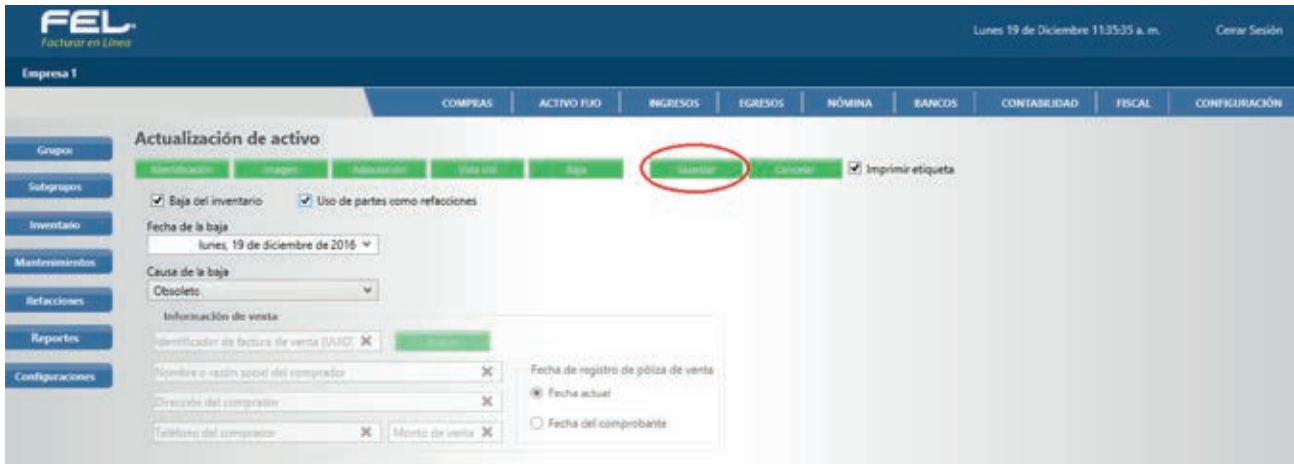 FEL
Facturar en Línea
Lunes 19 de Diciembre 11:35:35 a. m.
Cerrar Sesión
Empresa 1
COMPRAS
ACTIVO FIJO
INGRESOS
EGRESOS
NÓMINA
BANCOS
CONTABILIDAD
FISCAL
CONFIGURACIÓN
Grupos
Subgrupos
Inventario
Mantenimientos
Refacciones
Reportes
Configuraciones
Actualización de activo
Identificación
Imagen
Adquisición
Vida útil
Baja
Guardar
Cancelar
Imprimir etiqueta
Baja del inventario
Uso de partes como refacciones
Fecha de la baja
lunes, 19 de diciembre de 2016
Causa de la baja
Obsoleto
Información de venta
Identificador de factura de venta (UUID)
Nombre o razón social del comprador
Dirección del comprador
Teléfono del comprador
Monto de venta
Fecha de registro de póliza de venta
Fecha actual
Fecha del comprobante